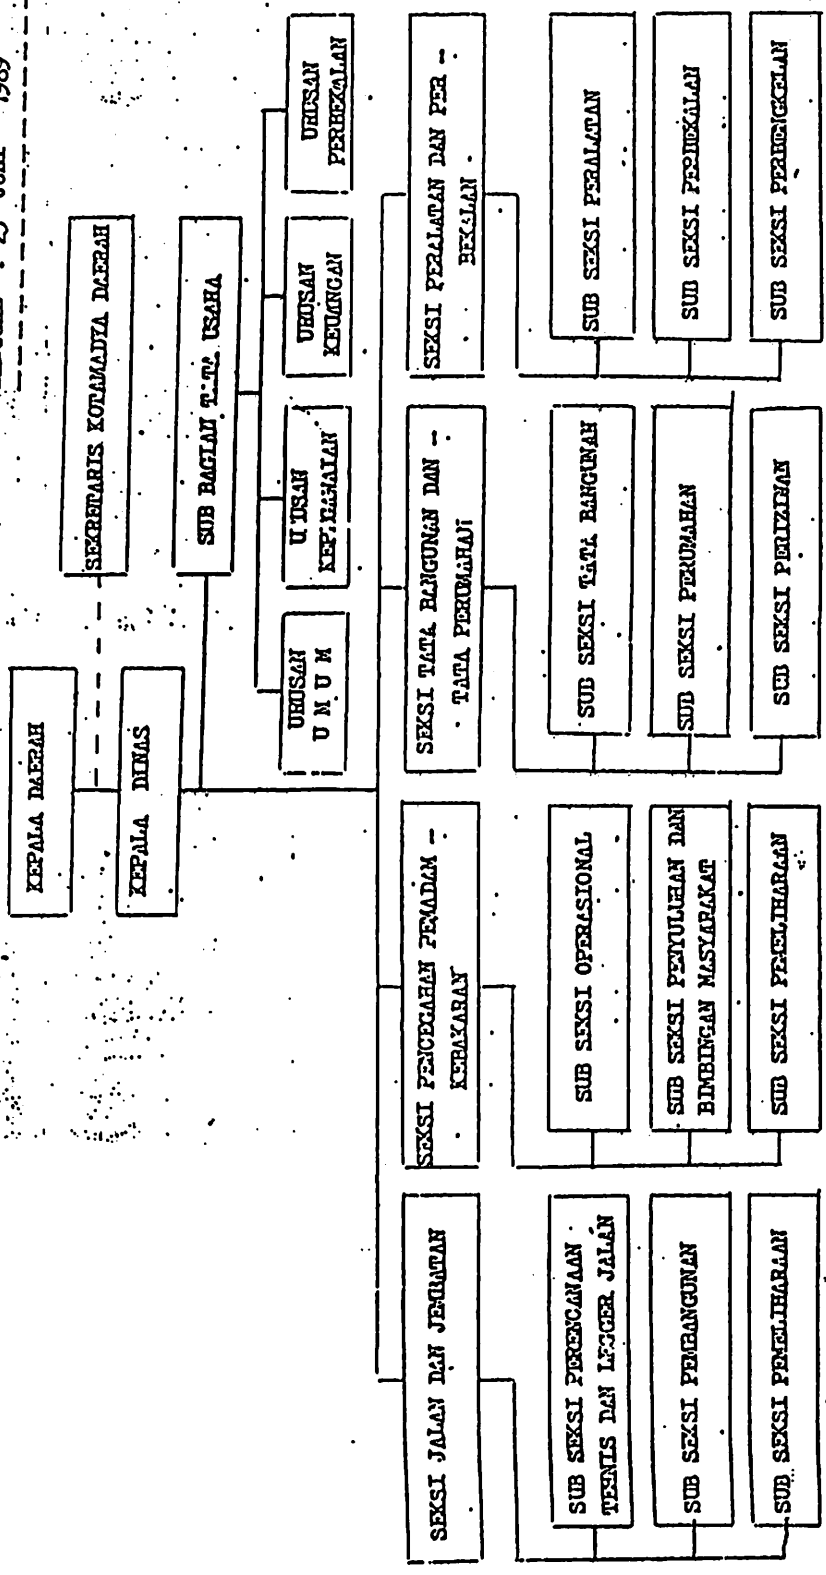 1989
KEPALA DAERAH
SEKRETARIS KOTAMADYA DAERAH
KEPALA DINAS
SUB BAGIAN TATA USAHA
URUSAN
U M U M
URUSAN
KEPEGAWAIAN
URUSAN
KEUANGAN
URUSAN
PERBEKALAN
SEKSI JALAN DAN JEMBATAN
SEKSI PENCEGAHAN PEMADAM -
KEBAKARAN
SEKSI TATA BANGUNAN DAN -
TATA PERUMAHAN
SEKSI PERALATAN DAN PER -
BEKALAN
SUB SEKSI PERENCANAAN
TEHNIS DAN LEGGER JALAN
SUB SEKSI PEMBANGUNAN
SUB SEKSI PEMELIHARAAN
SUB SEKSI OPERASIONAL
SUB SEKSI PENYULUHAN DAN
BIMBINGAN MASYARAKAT
SUB SEKSI PEMELIHARAAN
SUB SEKSI TATA BANGUNAN
SUB SEKSI PERUMAHAN
SUB SEKSI PERIZINAN
SUB SEKSI PERALATAN
SUB SEKSI PERBEKALAN
SUB SEKSI PERBENGKELAN